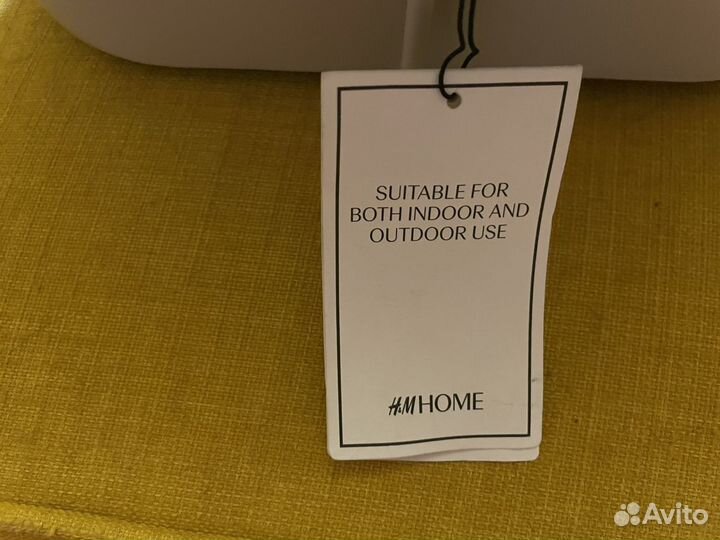 SUITABLE FOR
BOTH INDOOR AND
OUTDOOR USE
H&M HOME
Avito